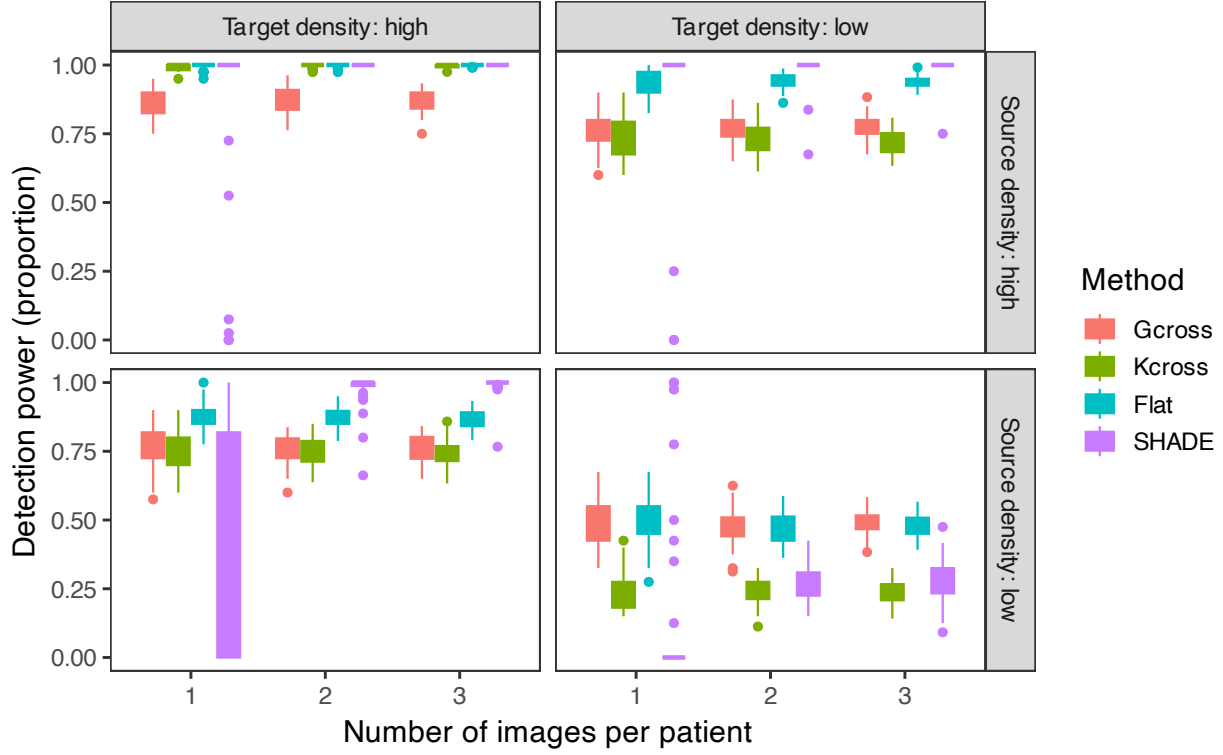 Target density: high
Target density: low
Detection power (proportion)
1.00
0.75
0.50
0.25
0.00
Source density: high
1.00
0.75
0.50
0.25
0.00
Source density: low
1
2
3
1
2
3
Number of images per patient
Method
Gcross
Kcross
Flat
SHADE